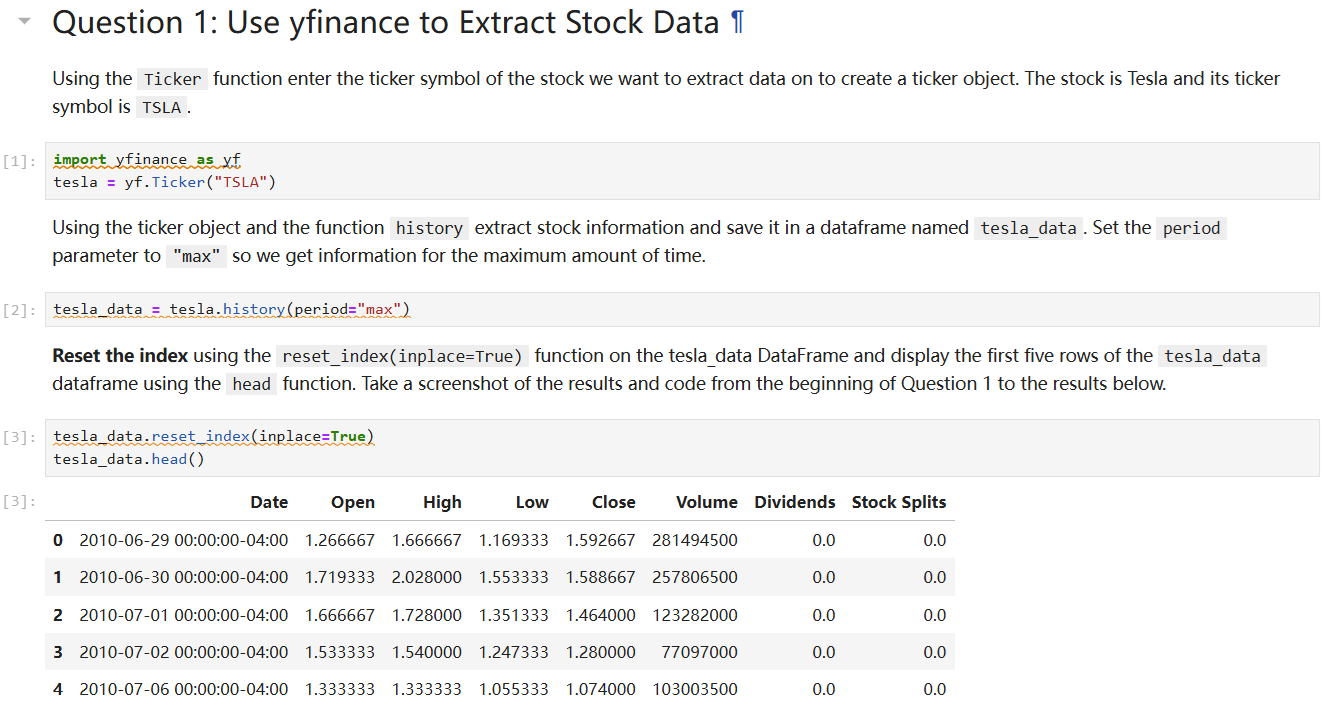 Question 1: Use yfinance to Extract Stock Data ¶
Using the Ticker function enter the ticker symbol of the stock we want to extract data on to create a ticker object. The stock is Tesla and its ticker
symbol is TSLA.
[1]: import yfinance as yf
tesla = yf.Ticker("TSLA")
Using the ticker object and the function history extract stock information and save it in a dataframe named tesla_data. Set the period
parameter to "max" so we get information for the maximum amount of time.
[2]: tesla_data = tesla.history(period="max")
Reset the index using the reset_index(inplace=True) function on the tesla_data DataFrame and display the first five rows of the tesla_data
dataframe using the head function. Take a screenshot of the results and code from the beginning of Question 1 to the results below.
[3]: tesla_data.reset_index(inplace=True)
tesla_data.head()
[3]: Date Open High Low Close Volume Dividends Stock Splits
0 2010-06-29 00:00:00-04:00 1.266667 1.666667 1.169333 1.592667 281494500 0.0 0.0
1 2010-06-30 00:00:00-04:00 1.719333 2.028000 1.553333 1.588667 257806500 0.0 0.0
2 2010-07-01 00:00:00-04:00 1.666667 1.728000 1.351333 1.464000 123282000 0.0 0.0
3 2010-07-02 00:00:00-04:00 1.533333 1.540000 1.247333 1.280000 77097000 0.0 0.0
4 2010-07-06 00:00:00-04:00 1.333333 1.333333 1.055333 1.074000 103003500 0.0 0.0